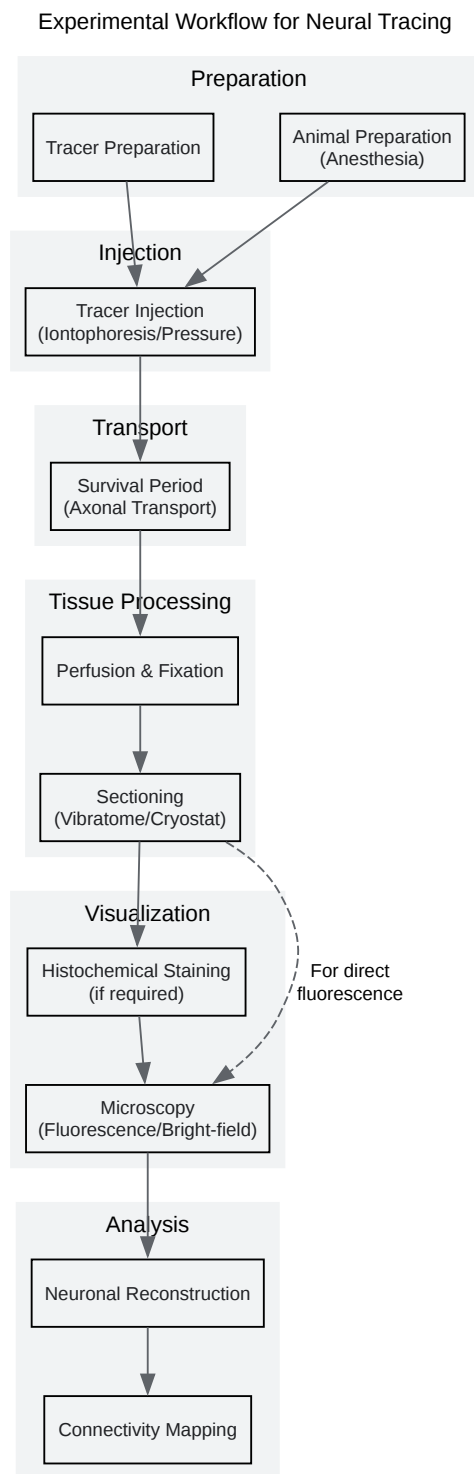 Experimental Workflow for Neural Tracing
Preparation
Tracer Preparation
Animal Preparation
(Anesthesia)
Injection
Tracer Injection
(Iontophoresis/Pressure)
Transport
Survival Period
(Axonal Transport)
Tissue Processing
Perfusion & Fixation
Sectioning
(Vibratome/Cryostat)
Visualization
Histochemical Staining
(if required)
For direct
fluorescence
Microscopy
(Fluorescence/Bright-field)
Analysis
Neuronal Reconstruction
Connectivity Mapping